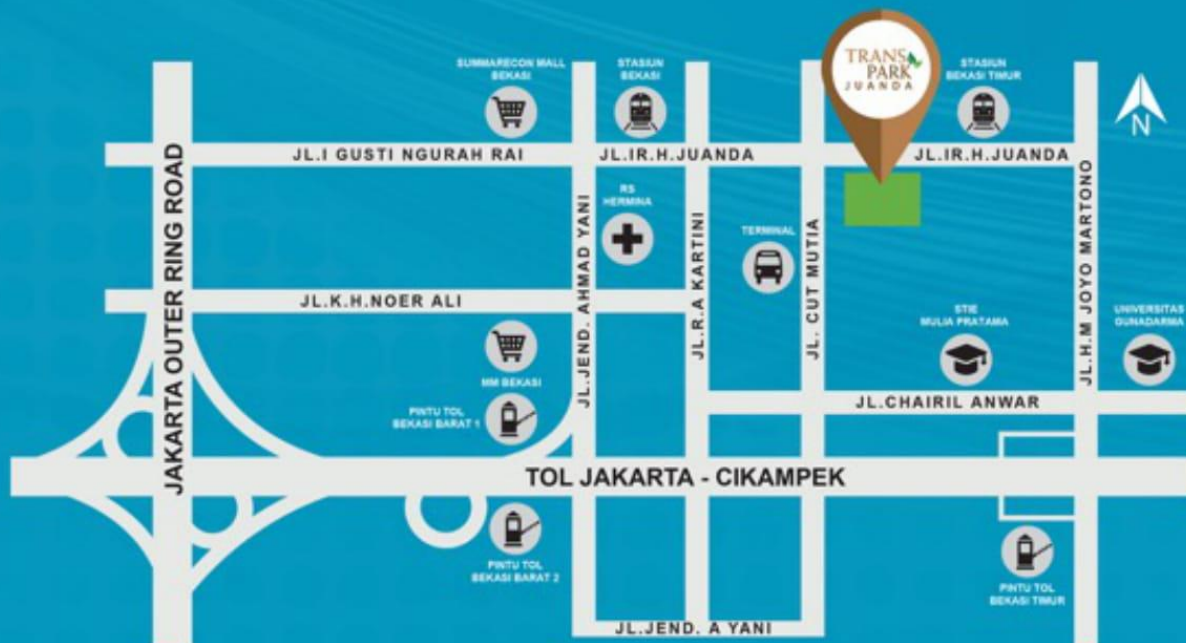 TRANS
PARK
JUANDA
SUMMARECON MALL
BEKASI
STASIUN
BEKASI
STASIUN
BEKASI TIMUR
N
JL.I GUSTI NGURAH RAI
JL.IR.H.JUANDA
JL.IR.H.JUANDA
JAKARTA OUTER RING ROAD
JL.JEND. AHMAD YANI
RS
HERMINA
JL.R.A KARTINI
TERMINAL
JL. CUT MUTIA
JL.H.M JOYO MARTONO
JL.K.H.NOER ALI
STIE
MULIA PRATAMA
UNIVERSITAS
GUNADARMA
MM BEKASI
PINTU TOL
BEKASI BARAT 1
JL.CHAIRIL ANWAR
TOL JAKARTA - CIKAMPEK
PINTU TOL
BEKASI BARAT 2
PINTU TOL
BEKASI TIMUR
JL.JEND. A YANI